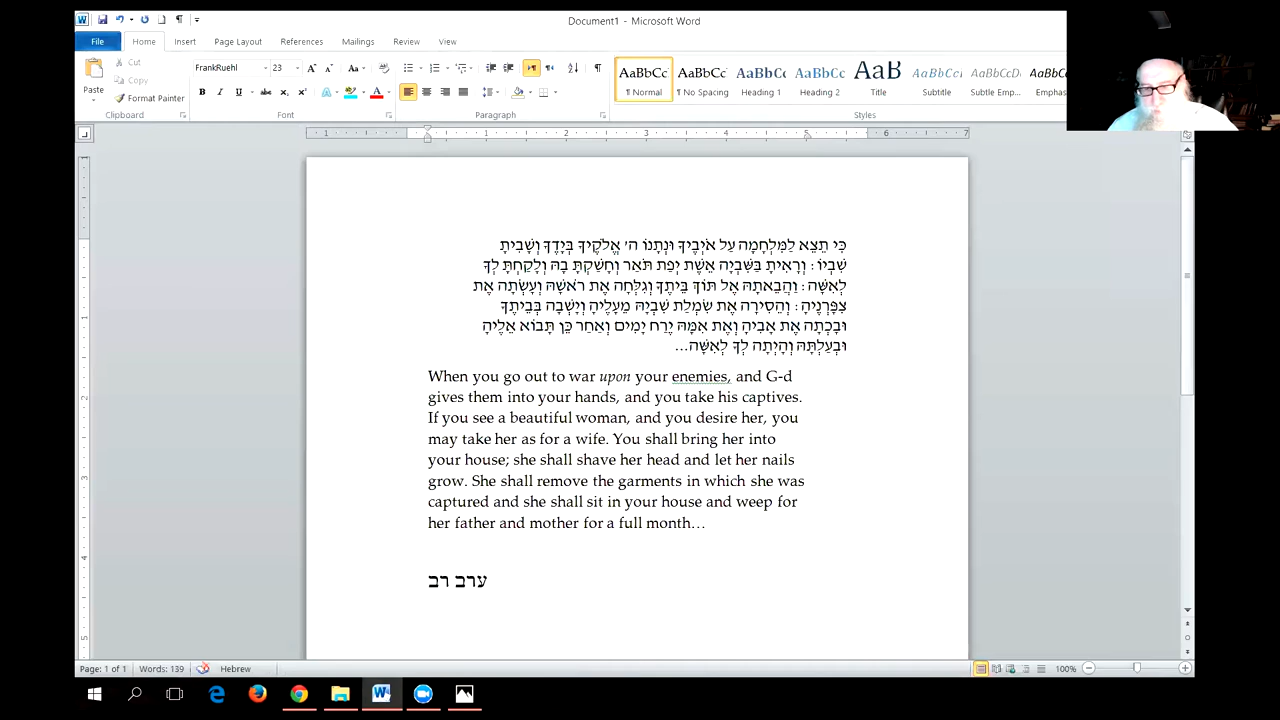 Document1 - Microsoft Word
File Home Insert Page Layout References Mailings Review View
Paste
Cut
Copy
Format Painter
Clipboard
FrankRuehl 23
Font
Paragraph
AaBbCc AaBbCc AaBbC AaBbCc AaB AaBbCc AaBbCcD AaBbCc
¶ Normal ¶ No Spacing Heading 1 Heading 2 Title Subtitle Subtle Emp... Emphas
Styles
כִּי תֵצֵא לַמִּלְחָמָה עַל אֹיְבֶיךָ וּנְתָנוֹ ה' אֱלֹקֶיךָ בְּיָדֶךָ וְשָׁבִיתָ
שִׁבְיוֹ: וְרָאִיתָ בַּשִּׁבְיָה אֵשֶׁת יְפַת תֹּאַר וְחָשַׁקְתָּ בָהּ וְלָקַחְתָּ לְךָ
לְאִשָּׁה: וַהֲבֵאתָהּ אֶל תּוֹךְ בֵּיתֶךָ וְגִלְּחָה אֶת רֹאשָׁהּ וְעָשְׂתָה אֶת
צִפָּרְנֶיהָ: וְהֵסִירָה אֶת שִׂמְלַת שִׁבְיָהּ מֵעָלֶיהָ וְיָשְׁבָה בְּבֵיתֶךָ
וּבָכְתָה אֶת אָבִיהָ וְאֶת אִמָּהּ יֶרַח יָמִים וְאַחַר כֵּן תָּבוֹא אֵלֶיהָ
וּבְעַלְתָּהּ וְהָיְתָה לְךָ לְאִשָּׁה...
When you go out to war upon your enemies, and G-d
gives them into your hands, and you take his captives.
If you see a beautiful woman, and you desire her, you
may take her as for a wife. You shall bring her into
your house; she shall shave her head and let her nails
grow. She shall remove the garments in which she was
captured and she shall sit in your house and weep for
her father and mother for a full month…
ערב רב
Page: 1 of 1 Words: 139 Hebrew 100%